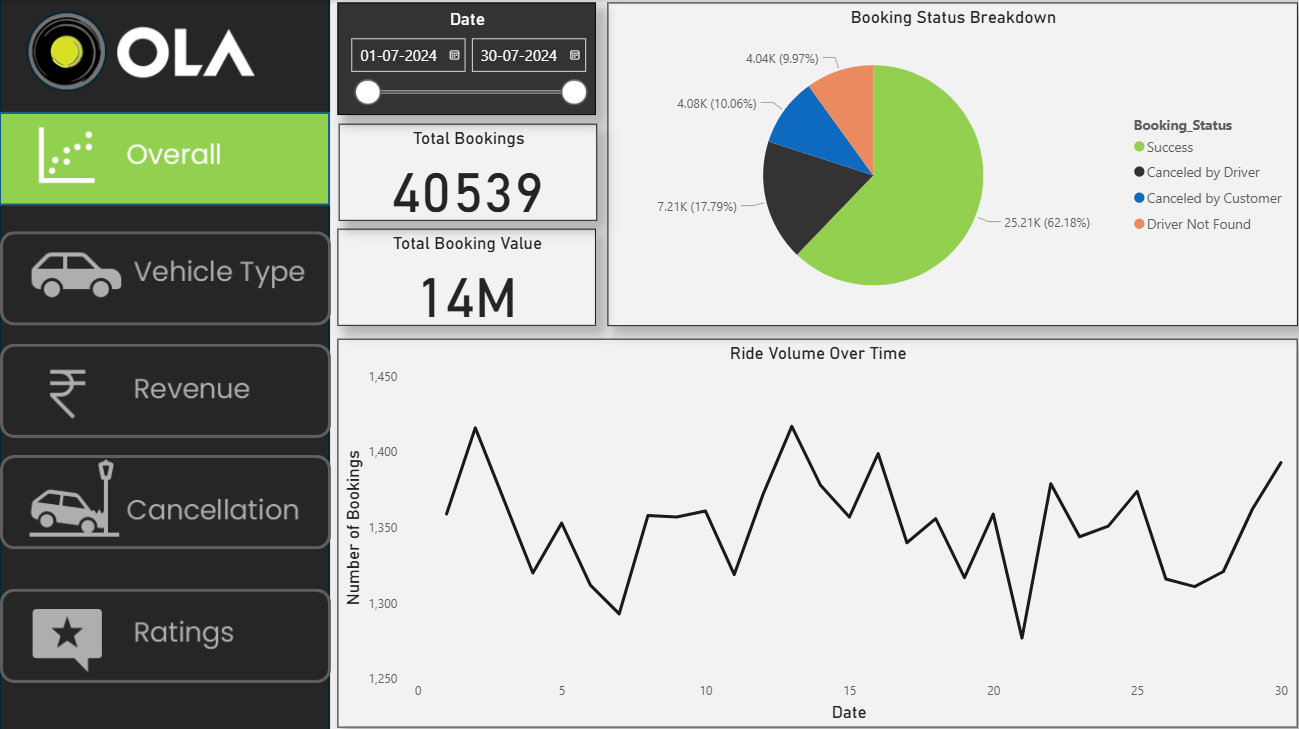 OLA
Overall
Vehicle Type
Revenue
Cancellation
Ratings
Date
01-07-2024
30-07-2024
Total Bookings
40539
Total Booking Value
14M
Booking Status Breakdown
4.04K (9.97%)
4.08K (10.06%)
7.21K (17.79%)
25.21K (62.18%)
Booking_Status
Success
Canceled by Driver
Canceled by Customer
Driver Not Found
Ride Volume Over Time
Number of Bookings
1,450
1,400
1,350
1,300
1,250
0 5 10 15 20 25 30
Date